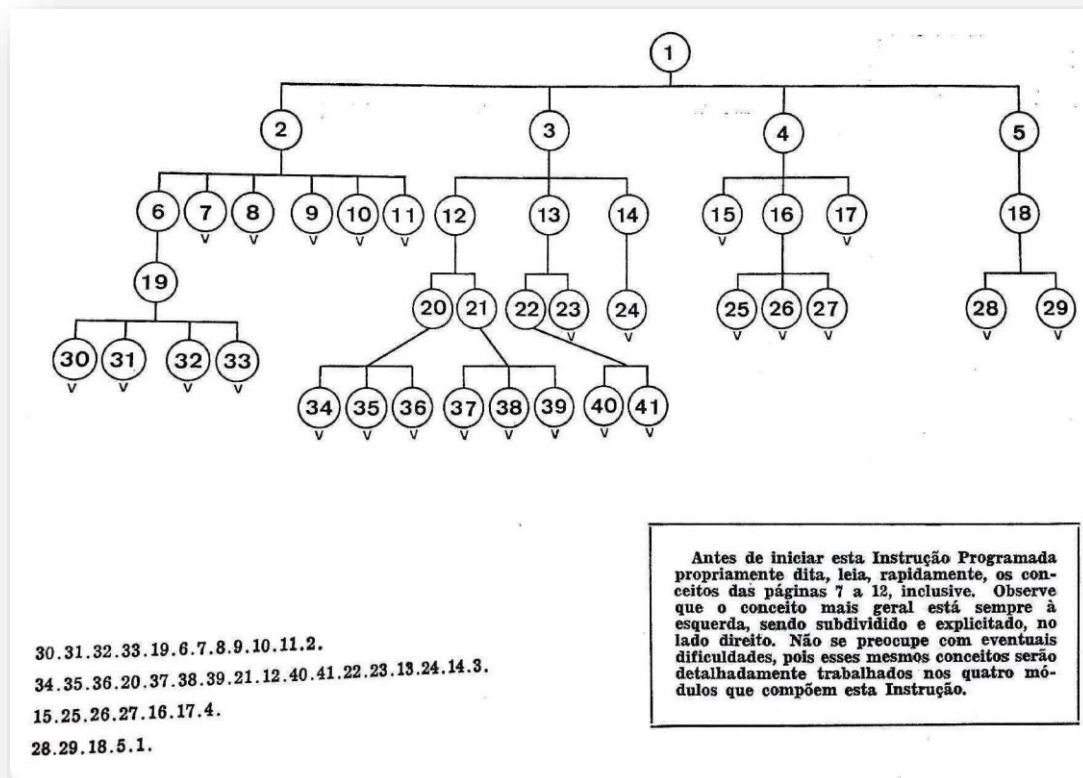 1
2 3 4 5
6 7 8 9 10 11 12 13 14 15 16 17 18
v v v v v v v
19 20 21 22 23 24 25 26 27 28 29
v v v v v v v
30 31 32 33
v v v v
34 35 36 37 38 39 40 41
v v v v v v v v
Antes de iniciar esta Instrução Programada
propriamente dita, leia, rapidamente, os con-
ceitos das páginas 7 a 12, inclusive. Observe
que o conceito mais geral está sempre à
esquerda, sendo subdividido e explicitado, no
lado direito. Não se preocupe com eventuais
dificuldades, pois esses mesmos conceitos serão
detalhadamente trabalhados nos quatro mó-
dulos que compõem esta Instrução.
30.31.32.33.19.6.7.8.9.10.11.2.
34.35.36.20.37.38.39.21.12.40.41.22.23.13.24.14.3.
15.25.26.27.16.17.4.
28.29.18.5.1.